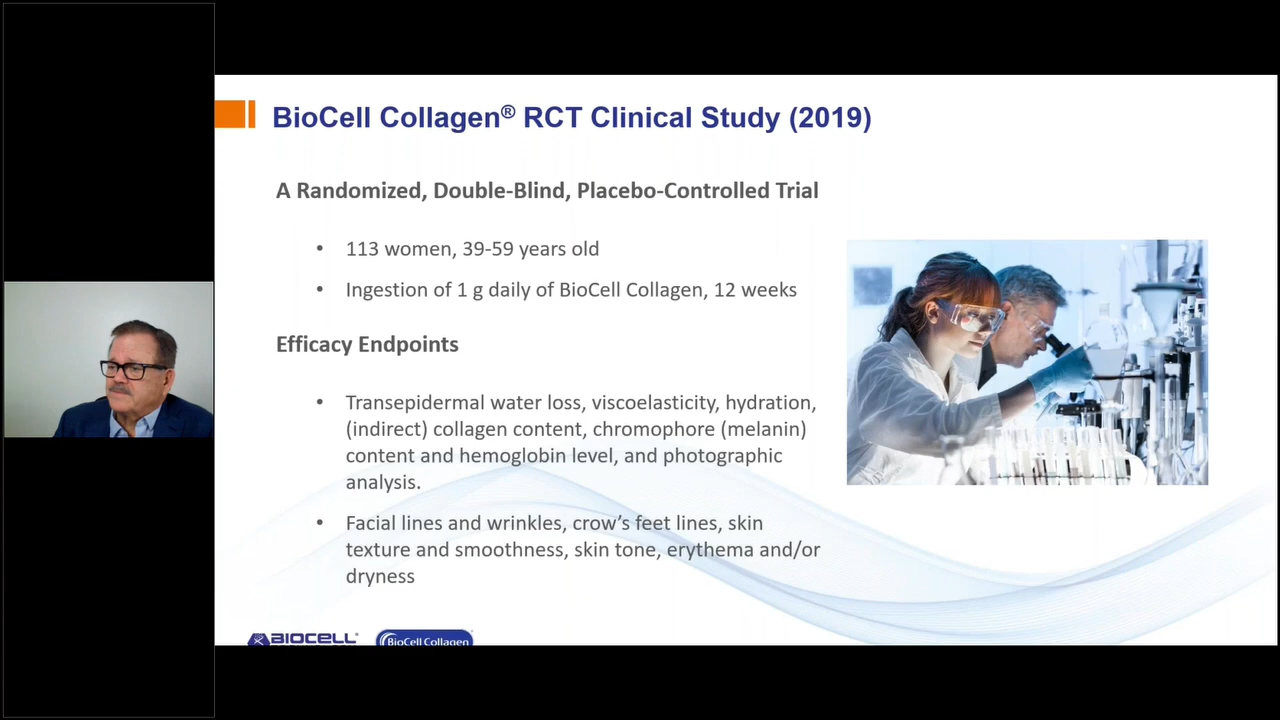 BioCell Collagen® RCT Clinical Study (2019)
A Randomized, Double-Blind, Placebo-Controlled Trial
• 113 women, 39-59 years old
• Ingestion of 1 g daily of BioCell Collagen, 12 weeks
Efficacy Endpoints
• Transepidermal water loss, viscoelasticity, hydration,
(indirect) collagen content, chromophore (melanin)
content and hemoglobin level, and photographic
analysis.
• Facial lines and wrinkles, crow’s feet lines, skin
texture and smoothness, skin tone, erythema and/or
dryness
BIOCELL
BioCell Collagen